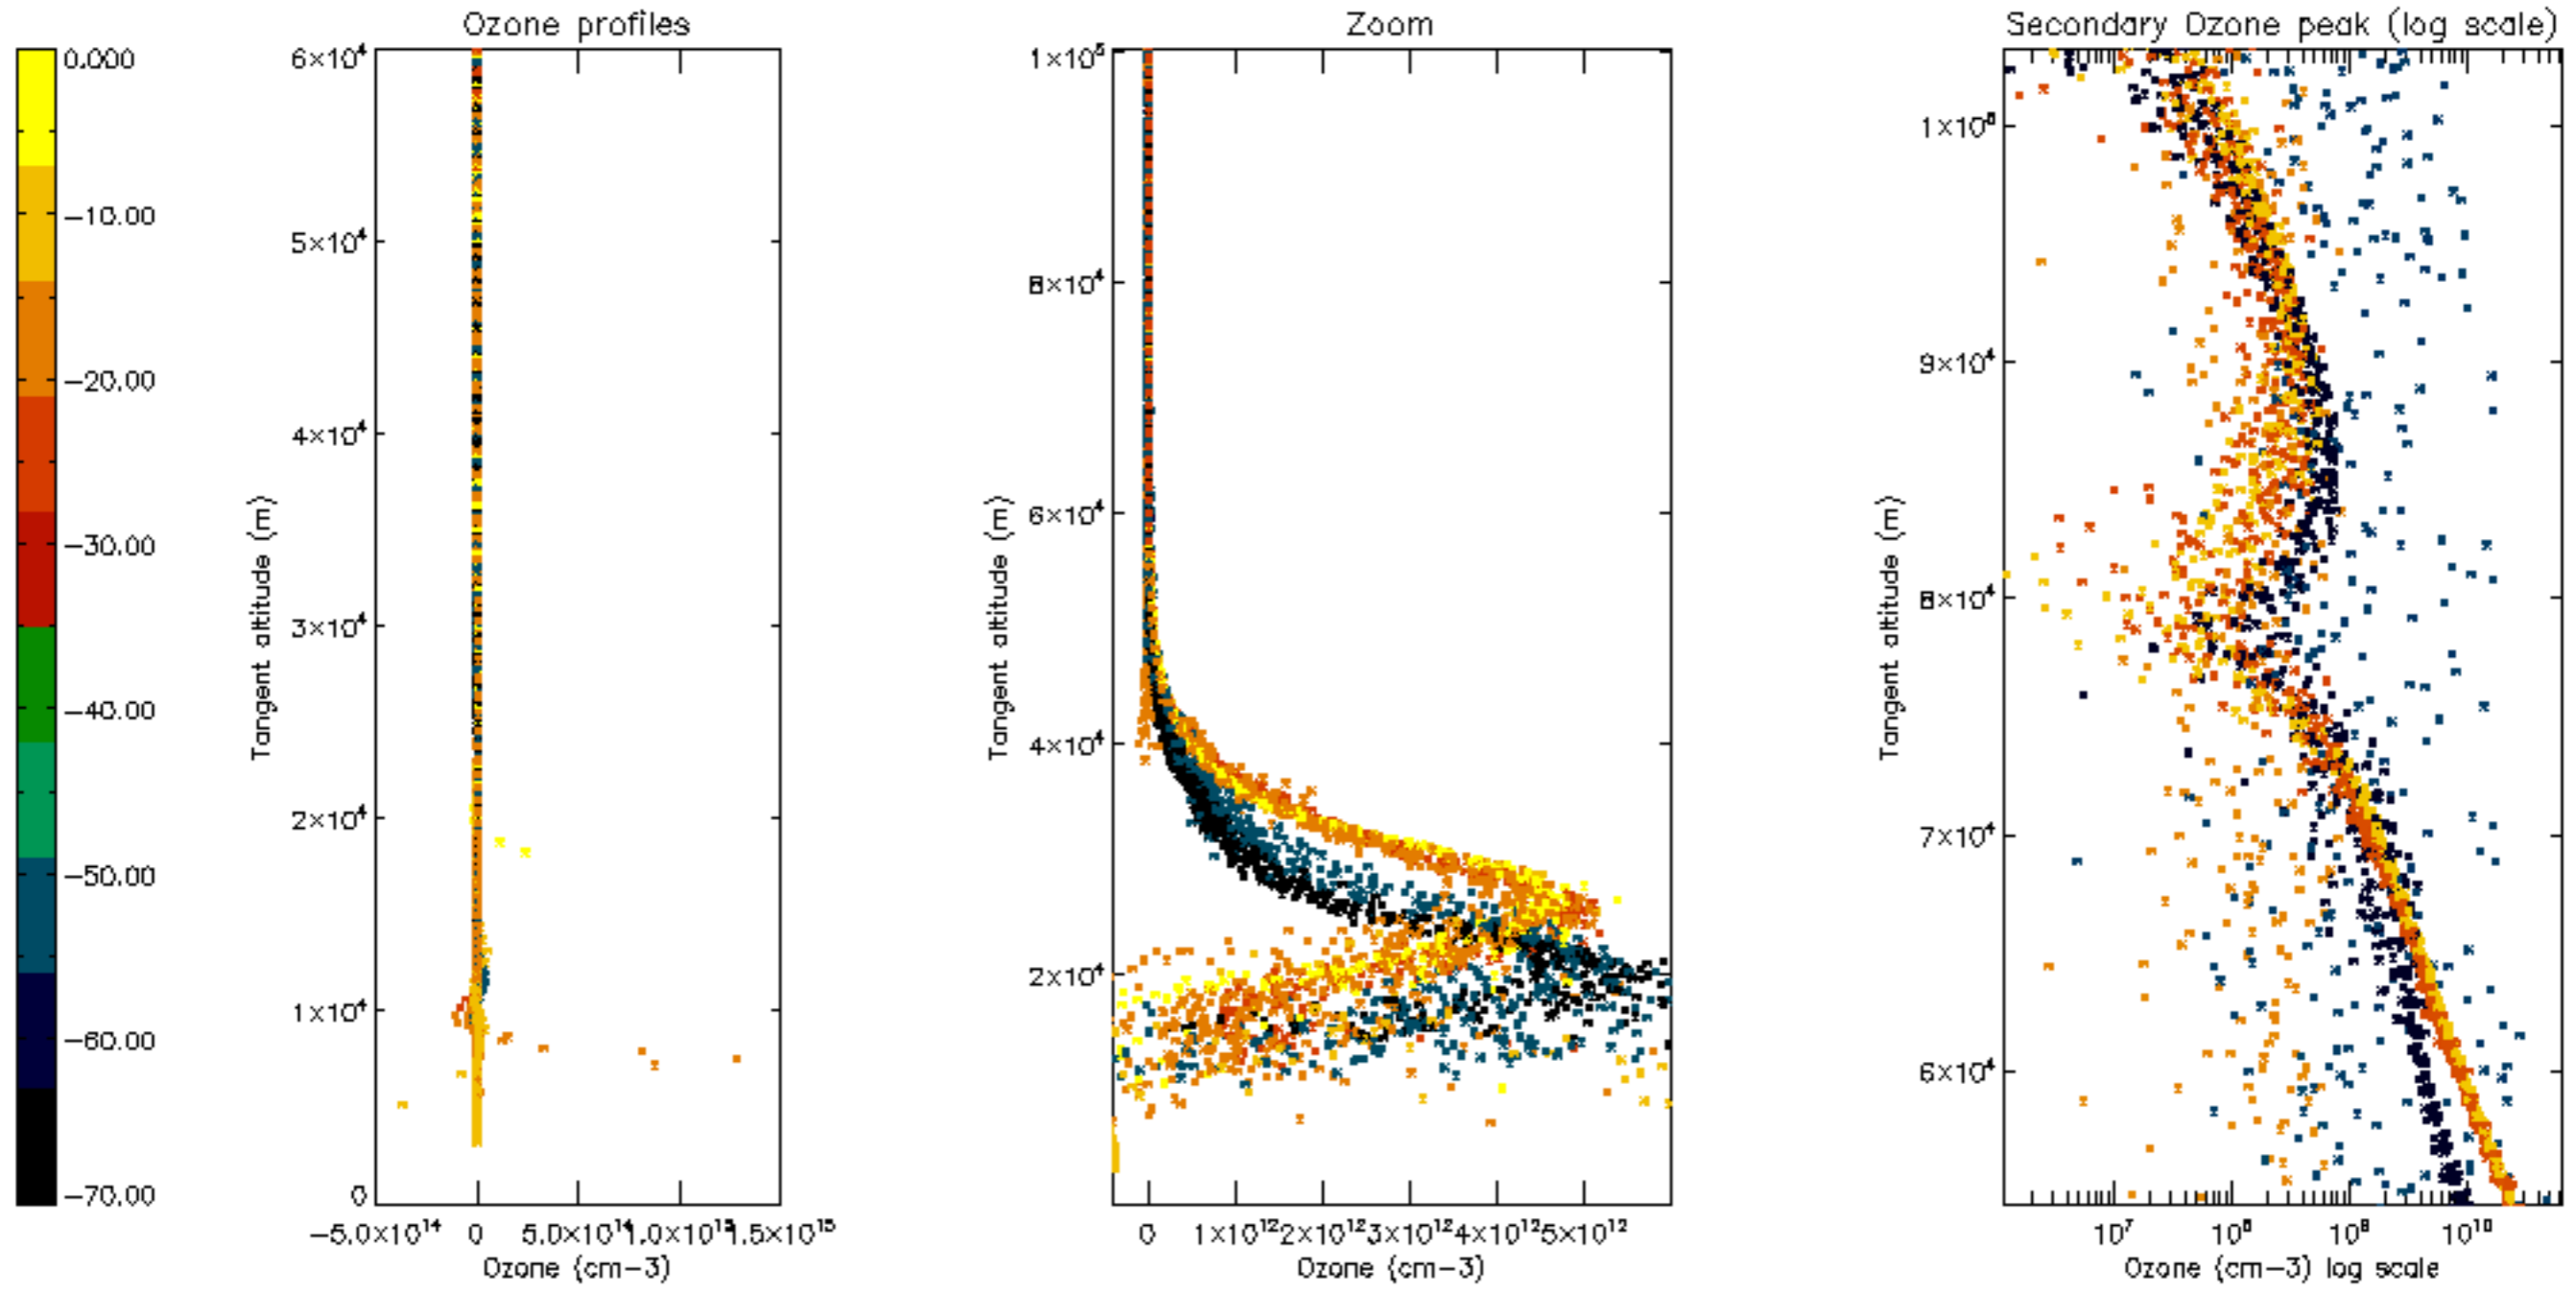 Ozone profiles
Zoom
Secondary Ozone peak (log scale)
0.000
−10.00
−20.00
−30.00
−40.00
−50.00
−60.00
−70.00
6×10⁴
5×10⁴
4×10⁴
3×10⁴
2×10⁴
1×10⁴
0
Tangent altitude (m)
−5.0×10¹⁴ 0 5.0×10¹⁴ 1.0×10¹⁵ 1.5×10¹⁵
Ozone (cm−3)
1×10⁵
8×10⁴
6×10⁴
4×10⁴
2×10⁴
Tangent altitude (m)
0 1×10¹² 2×10¹² 3×10¹² 4×10¹² 5×10¹²
Ozone (cm−3)
1×10⁵
9×10⁴
8×10⁴
7×10⁴
6×10⁴
Tangent altitude (m)
10⁷ 10⁸ 10⁹ 10¹⁰
Ozone (cm−3) log scale